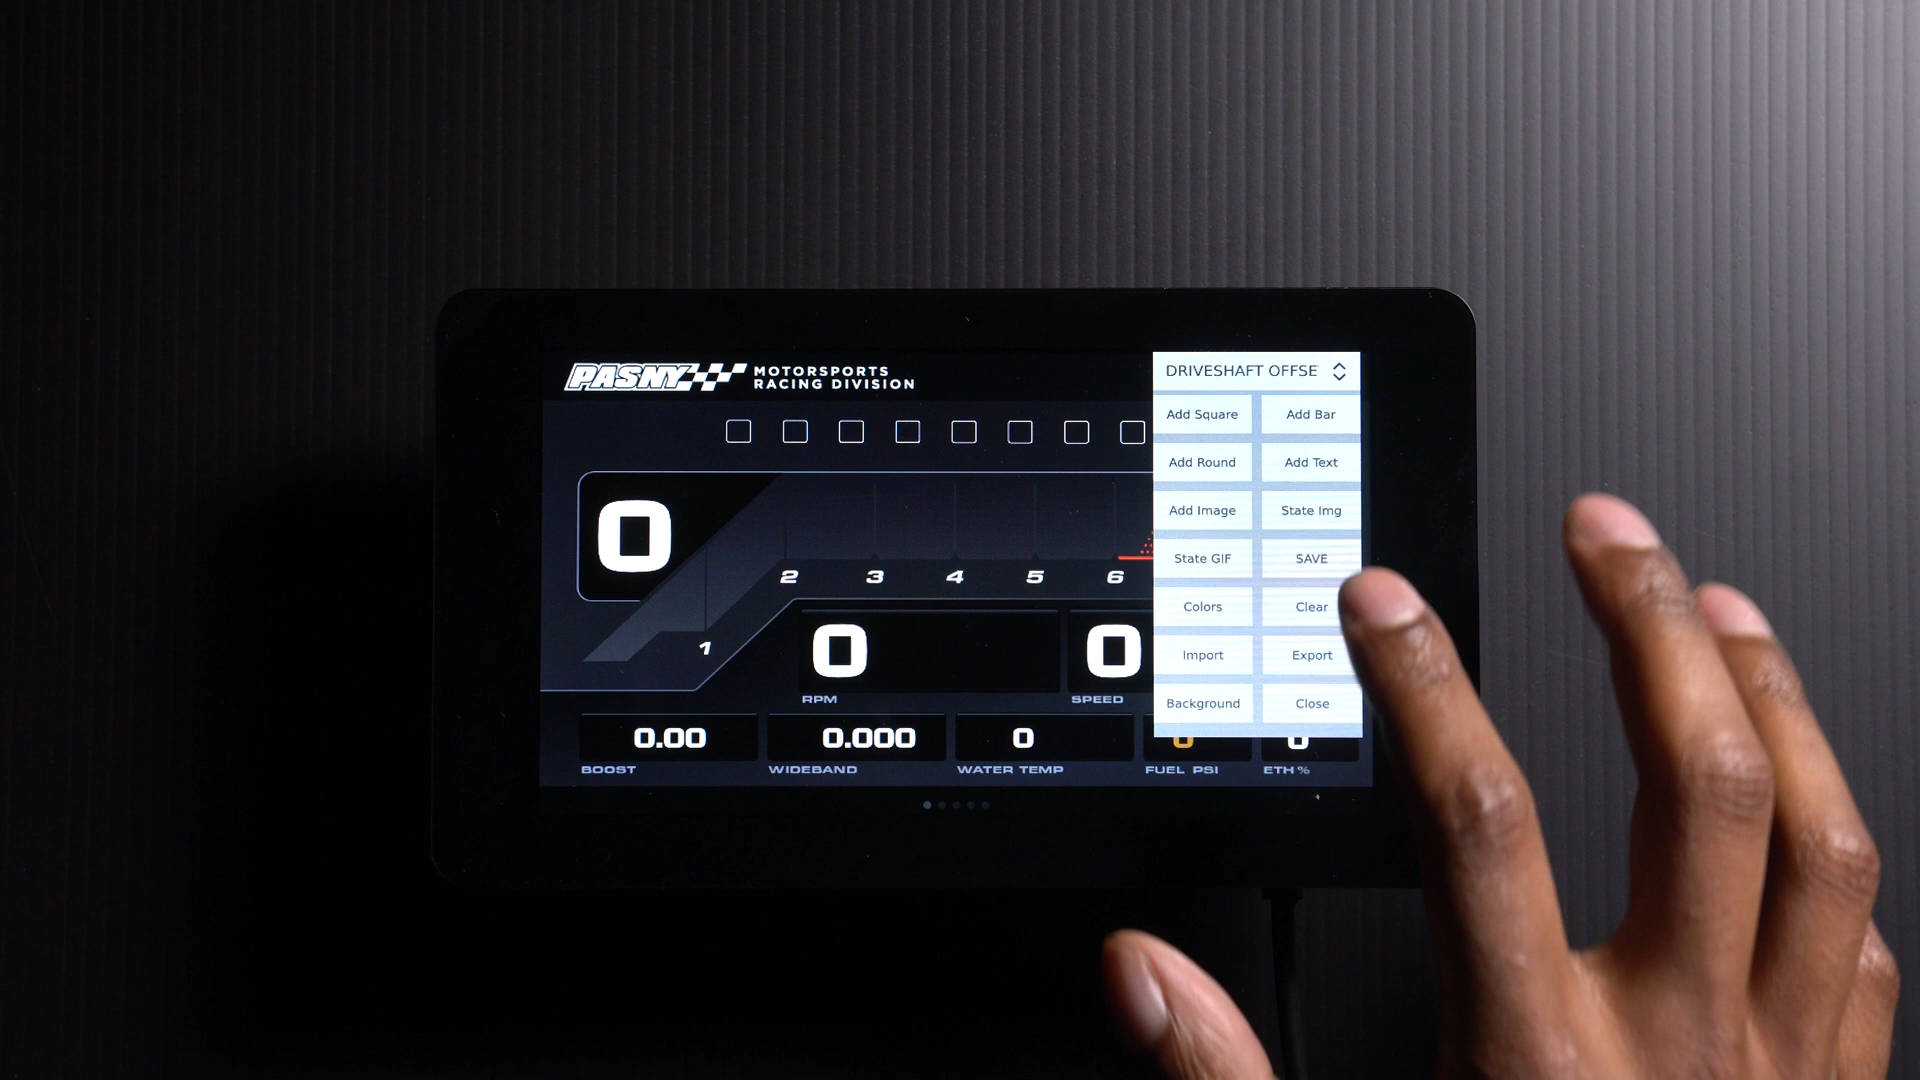 PASNY MOTORSPORTS
RACING DIVISION
DRIVESHAFT OFFSE
Add Square Add Bar
Add Round Add Text
Add Image State Img
State GIF SAVE
Colors Clear
Import Export
Background Close
0
1 2 3 4 5 6
0 0
RPM SPEED
0.00 0.000 0 0 0
BOOST WIDEBAND WATER TEMP FUEL PSI ETH %